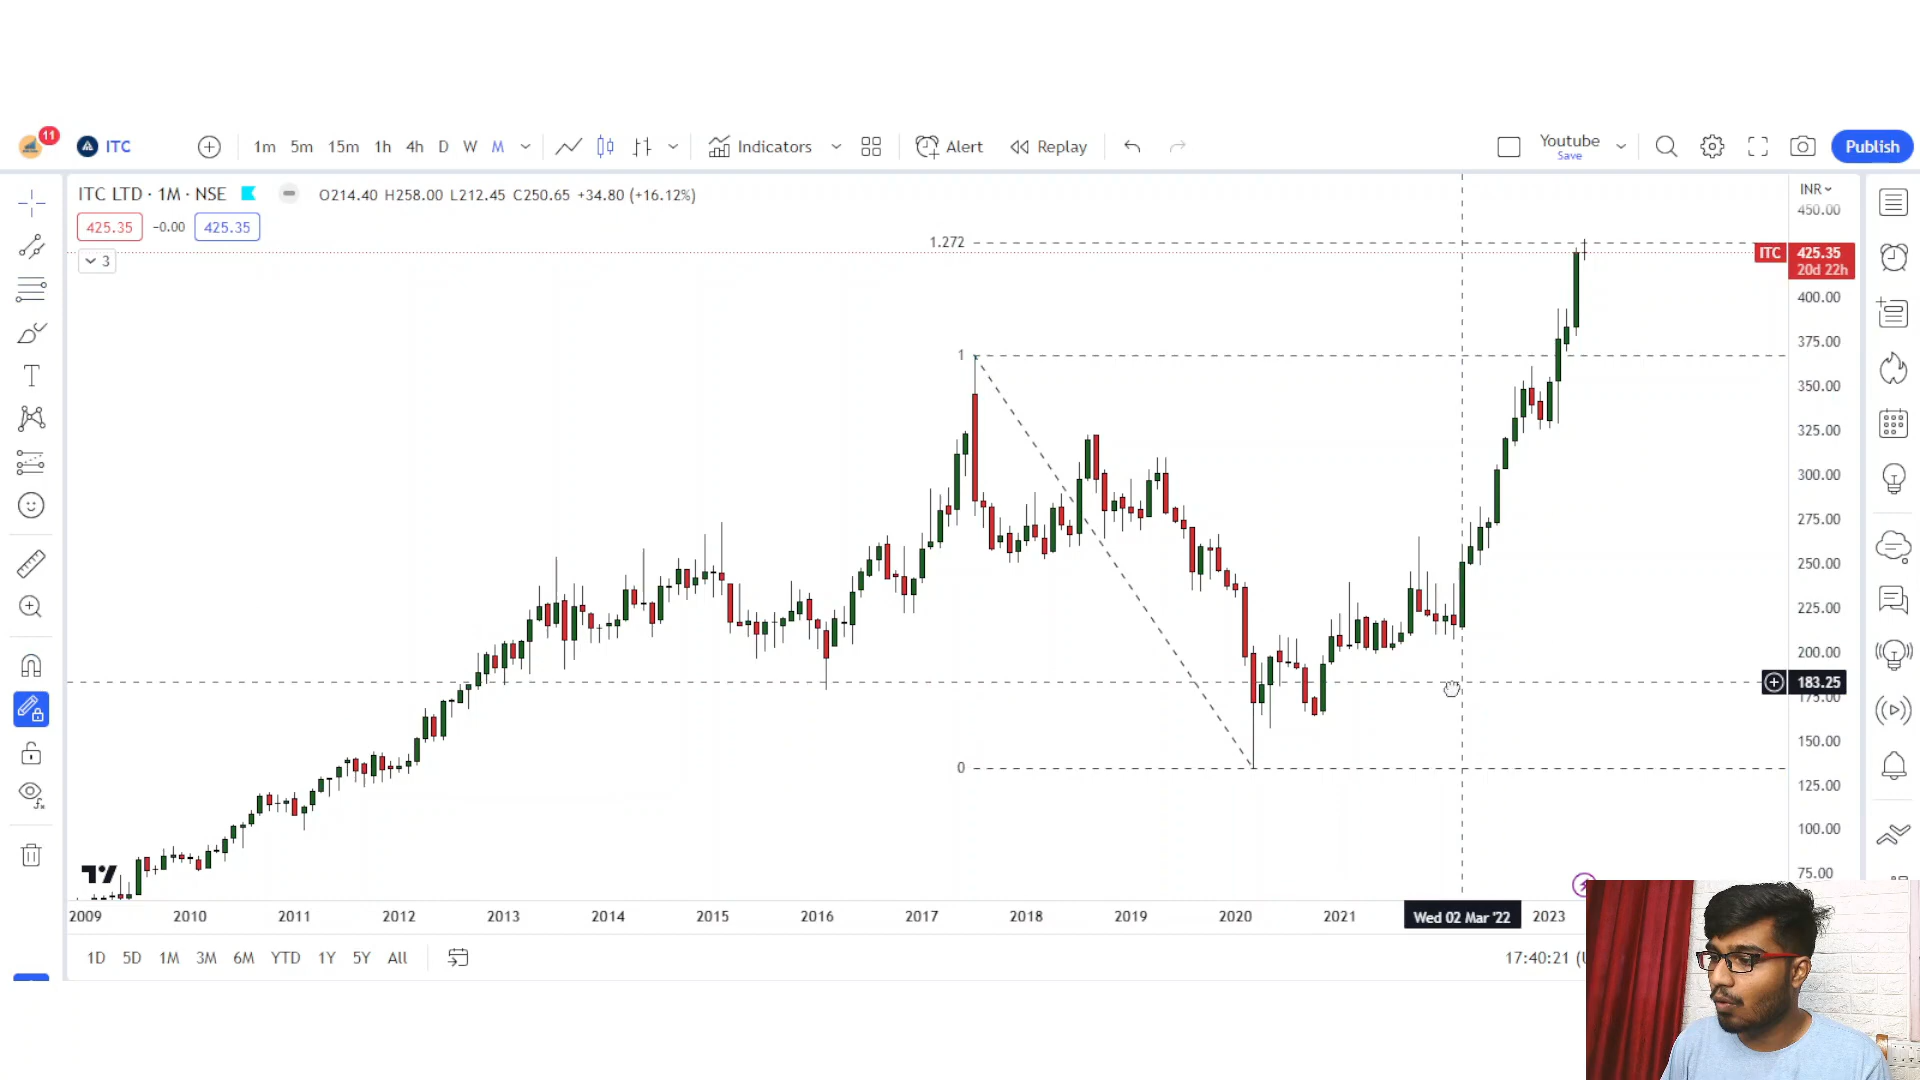 11 ITC 1m 5m 15m 1h 4h D W M Indicators Alert Replay Youtube Publish
Save
ITC LTD · 1M · NSE O214.40 H258.00 L212.45 C250.65 +34.80 (+16.12%) INR
425.35 −0.00 425.35 450.00
1.272
3 ITC 425.35
20d 22h
400.00
375.00
1
350.00
325.00
300.00
275.00
250.00
225.00
200.00
183.25
175.00
150.00
0
125.00
100.00
75.00
2009 2010 2011 2012 2013 2014 2015 2016 2017 2018 2019 2020 2021 Wed 02 Mar '22 2023
1D 5D 1M 3M 6M YTD 1Y 5Y All 17:40:21